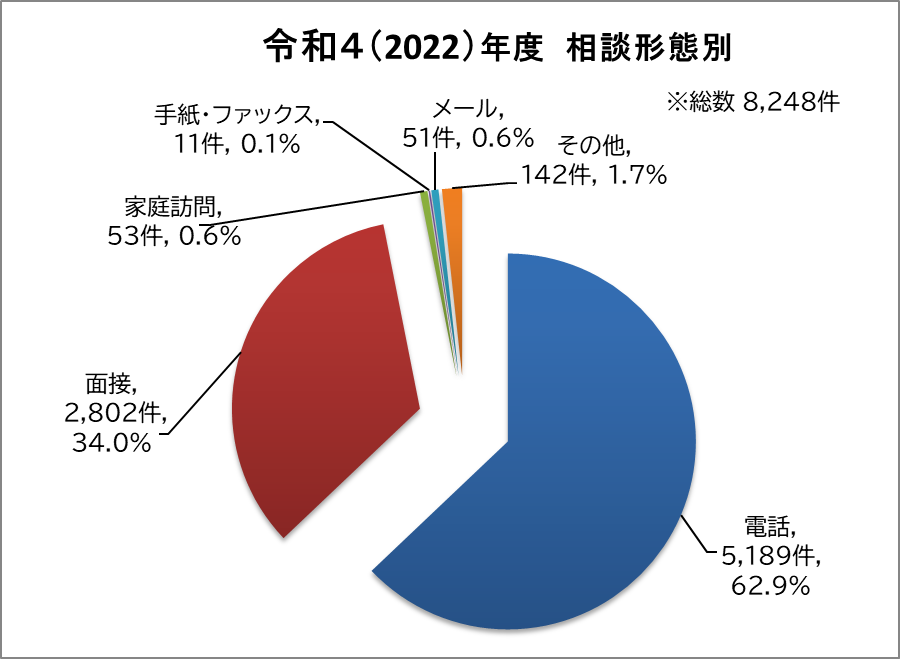 令和４（2022）年度　相談形態別
※総数 8,248件
手紙・ファックス,
11件, 0.1%
メール,
51件, 0.6%
その他,
142件, 1.7%
家庭訪問,
53件, 0.6%
面接,
2,802件,
34.0%
電話,
5,189件,
62.9%